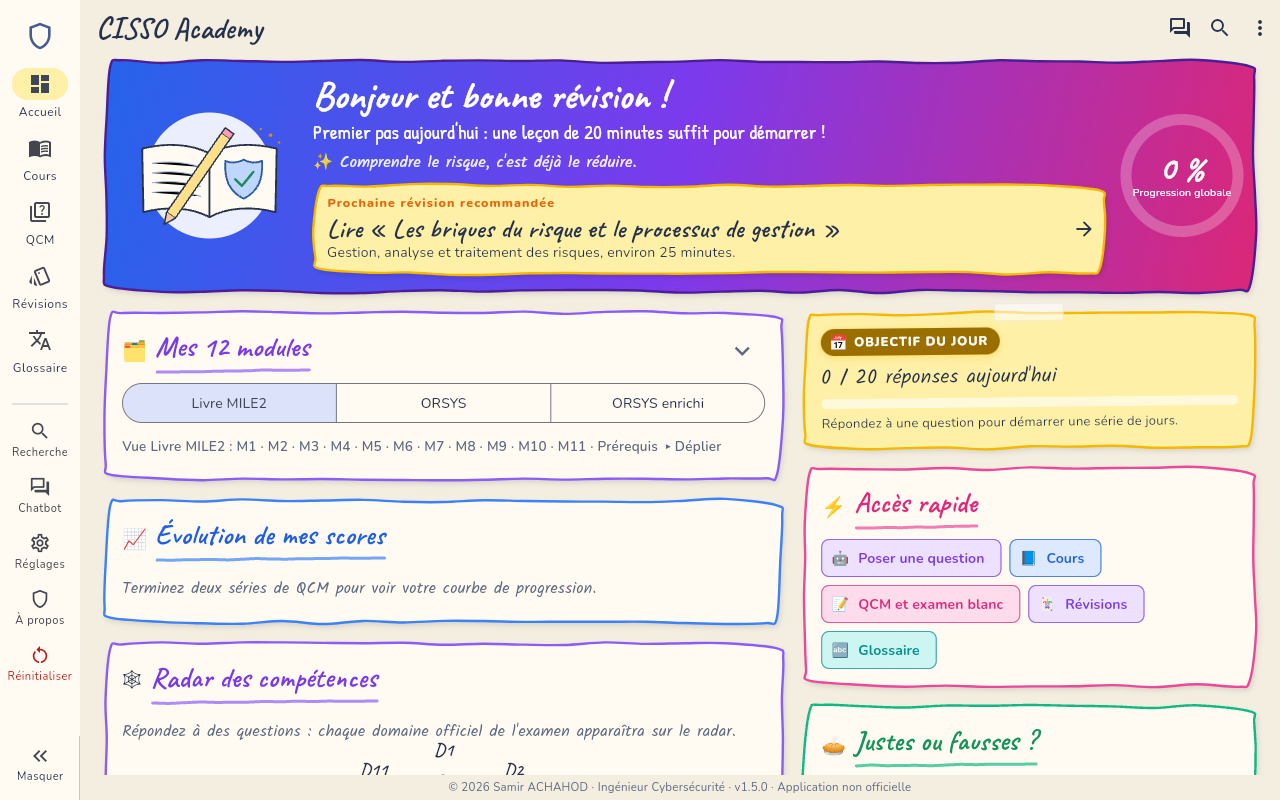 CISSO Academy
Accueil
Cours
QCM
Révisions
Glossaire
Recherche
Chatbot
Réglages
À propos
Réinitialiser
Masquer
Bonjour et bonne révision !
Premier pas aujourd'hui : une leçon de 20 minutes suffit pour démarrer !
✨ Comprendre le risque, c'est déjà le réduire.
Prochaine révision recommandée
Lire « Les briques du risque et le processus de gestion »
Gestion, analyse et traitement des risques, environ 25 minutes.
0 %
Progression globale
Mes 12 modules
Livre MILE2
ORSYS
ORSYS enrichi
Vue Livre MILE2 : M1 · M2 · M3 · M4 · M5 · M6 · M7 · M8 · M9 · M10 · M11 · Prérequis ▸ Déplier
Évolution de mes scores
Terminez deux séries de QCM pour voir votre courbe de progression.
Radar des compétences
Répondez à des questions : chaque domaine officiel de l'examen apparaîtra sur le radar.
D1
D11
D2
OBJECTIF DU JOUR
0 / 20 réponses aujourd'hui
Répondez à une question pour démarrer une série de jours.
Accès rapide
Poser une question
Cours
QCM et examen blanc
Révisions
Glossaire
Justes ou fausses ?
© 2026 Samir ACHAHOD · Ingénieur Cybersécurité · v1.5.0 · Application non officielle